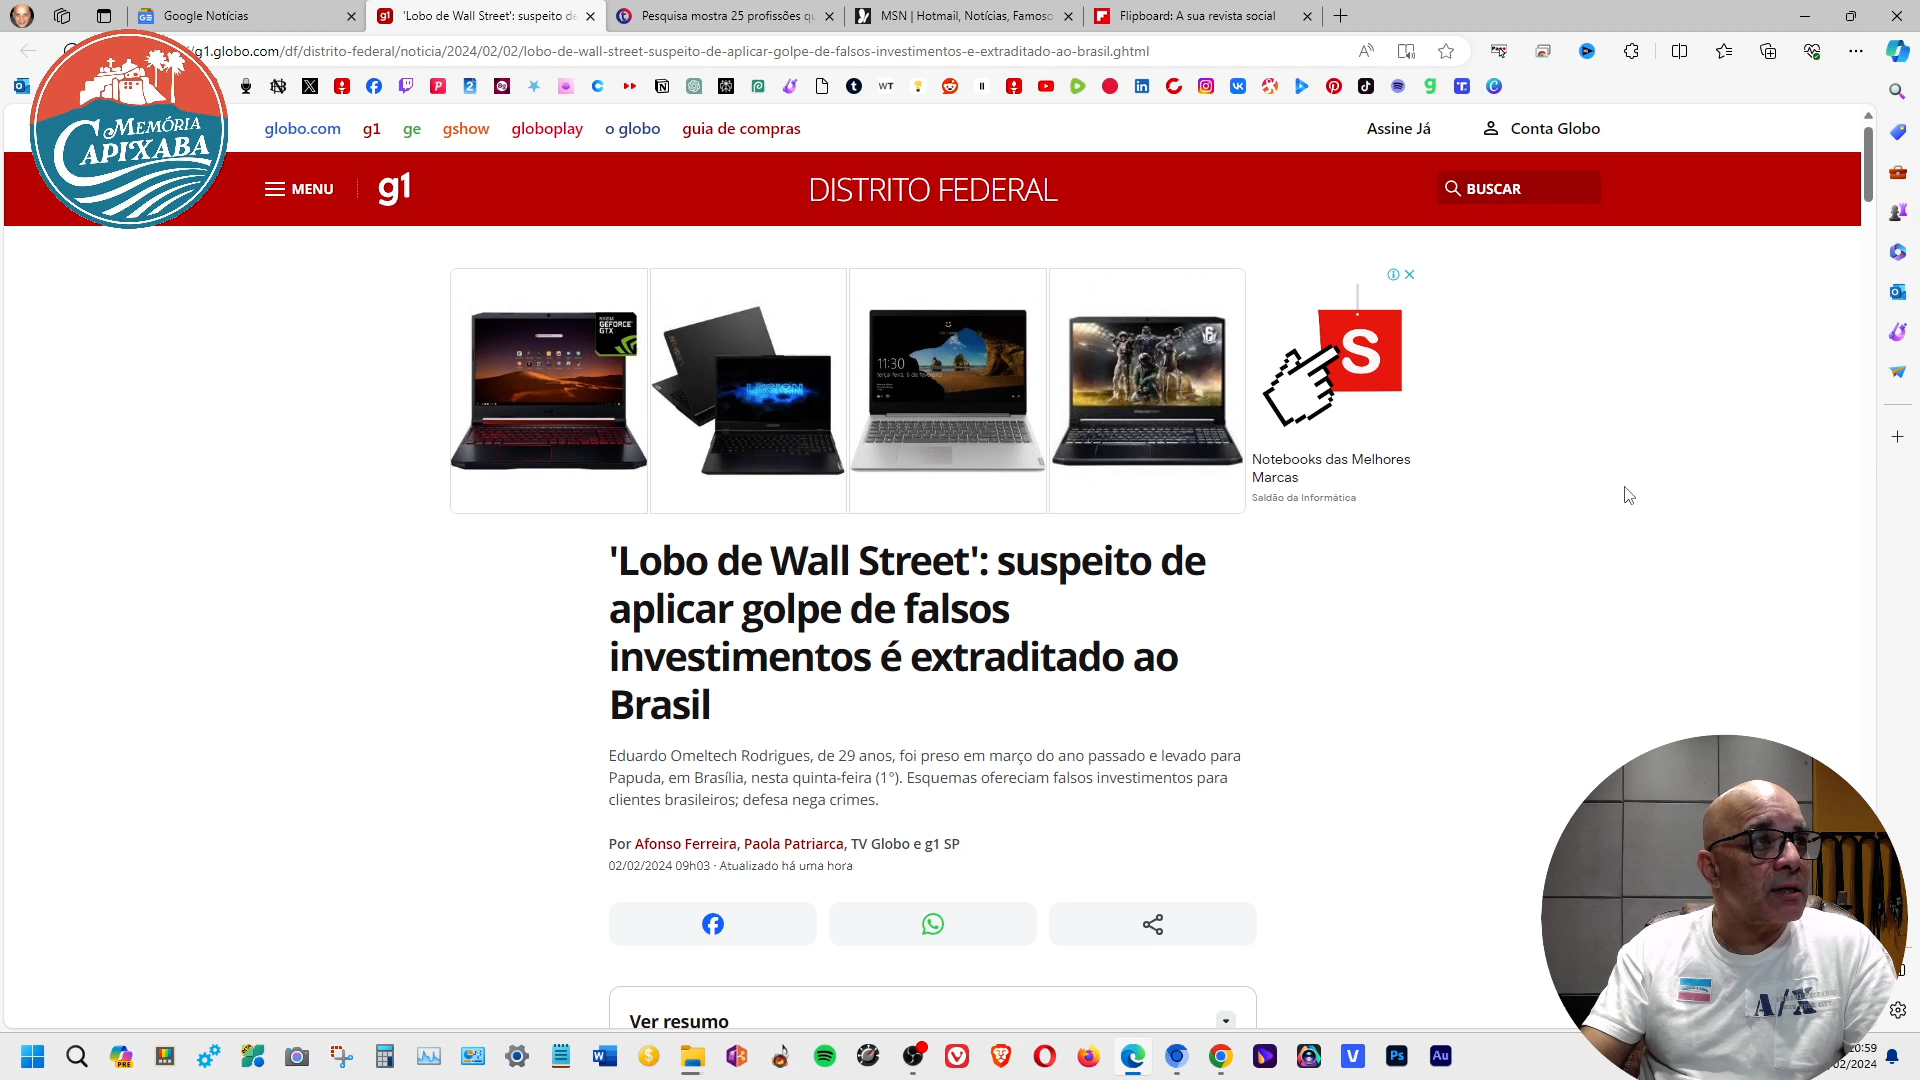 Google Notícias
'Lobo de Wall Street': suspeito de
Pesquisa mostra 25 profissões qu
MSN | Hotmail, Notícias, Famoso
Flipboard: A sua revista social
g1.globo.com/df/distrito-federal/noticia/2024/02/02/lobo-de-wall-street-suspeito-de-aplicar-golpe-de-falsos-investimentos-e-extraditado-ao-brasil.ghtml
MEMÓRIA
CAPIXABA
globo.com g1 ge gshow globoplay o globo guia de compras
Assine Já
Conta Globo
MENU
g1
DISTRITO FEDERAL
BUSCAR
GEFORCE
GTX
LEGION
11:30
S
Notebooks das Melhores
Marcas
Saldão da Informática
'Lobo de Wall Street': suspeito de
aplicar golpe de falsos
investimentos é extraditado ao
Brasil
Eduardo Omeltech Rodrigues, de 29 anos, foi preso em março do ano passado e levado para
Papuda, em Brasília, nesta quinta-feira (1°). Esquemas ofereciam falsos investimentos para
clientes brasileiros; defesa nega crimes.
Por Afonso Ferreira, Paola Patriarca, TV Globo e g1 SP
02/02/2024 09h03 · Atualizado há uma hora
Ver resumo
A/X